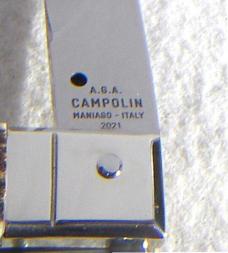 A.G.A.
CAMPOLIN
MANIAGO - ITALY
2021